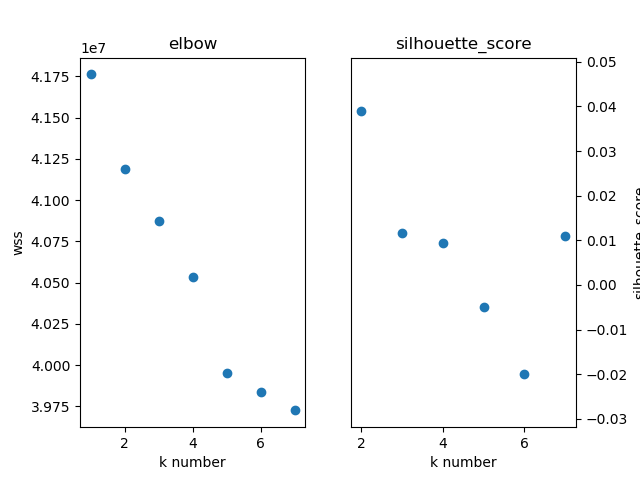 elbow
1e7
4.175
4.150
4.125
4.100
4.075
4.050
4.025
4.000
3.975
wss
2 4 6
k number
silhouette_score
0.05
0.04
0.03
0.02
0.01
0.00
−0.01
−0.02
−0.03
silhouette_score
2 4 6
k number